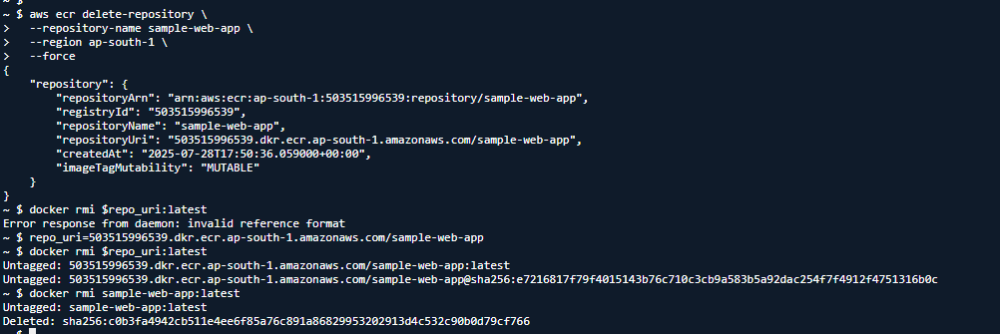 ~ $
~ $ aws ecr delete-repository \
>   --repository-name sample-web-app \
>   --region ap-south-1 \
>   --force
{
    "repository": {
        "repositoryArn": "arn:aws:ecr:ap-south-1:503515996539:repository/sample-web-app",
        "registryId": "503515996539",
        "repositoryName": "sample-web-app",
        "repositoryUri": "503515996539.dkr.ecr.ap-south-1.amazonaws.com/sample-web-app",
        "createdAt": "2025-07-28T17:50:36.059000+00:00",
        "imageTagMutability": "MUTABLE"
    }
}
~ $ docker rmi $repo_uri:latest
Error response from daemon: invalid reference format
~ $ repo_uri=503515996539.dkr.ecr.ap-south-1.amazonaws.com/sample-web-app
~ $ docker rmi $repo_uri:latest
Untagged: 503515996539.dkr.ecr.ap-south-1.amazonaws.com/sample-web-app:latest
Untagged: 503515996539.dkr.ecr.ap-south-1.amazonaws.com/sample-web-app@sha256:e7216817f79f4015143b76c710c3cb9a583b5a92dac254f7f4912f4751316b0c
~ $ docker rmi sample-web-app:latest
Untagged: sample-web-app:latest
Deleted: sha256:c0b3fa4942cb511e4ee6f85a76c891a86829953202913d4c532c90b0d79cf766
~ $